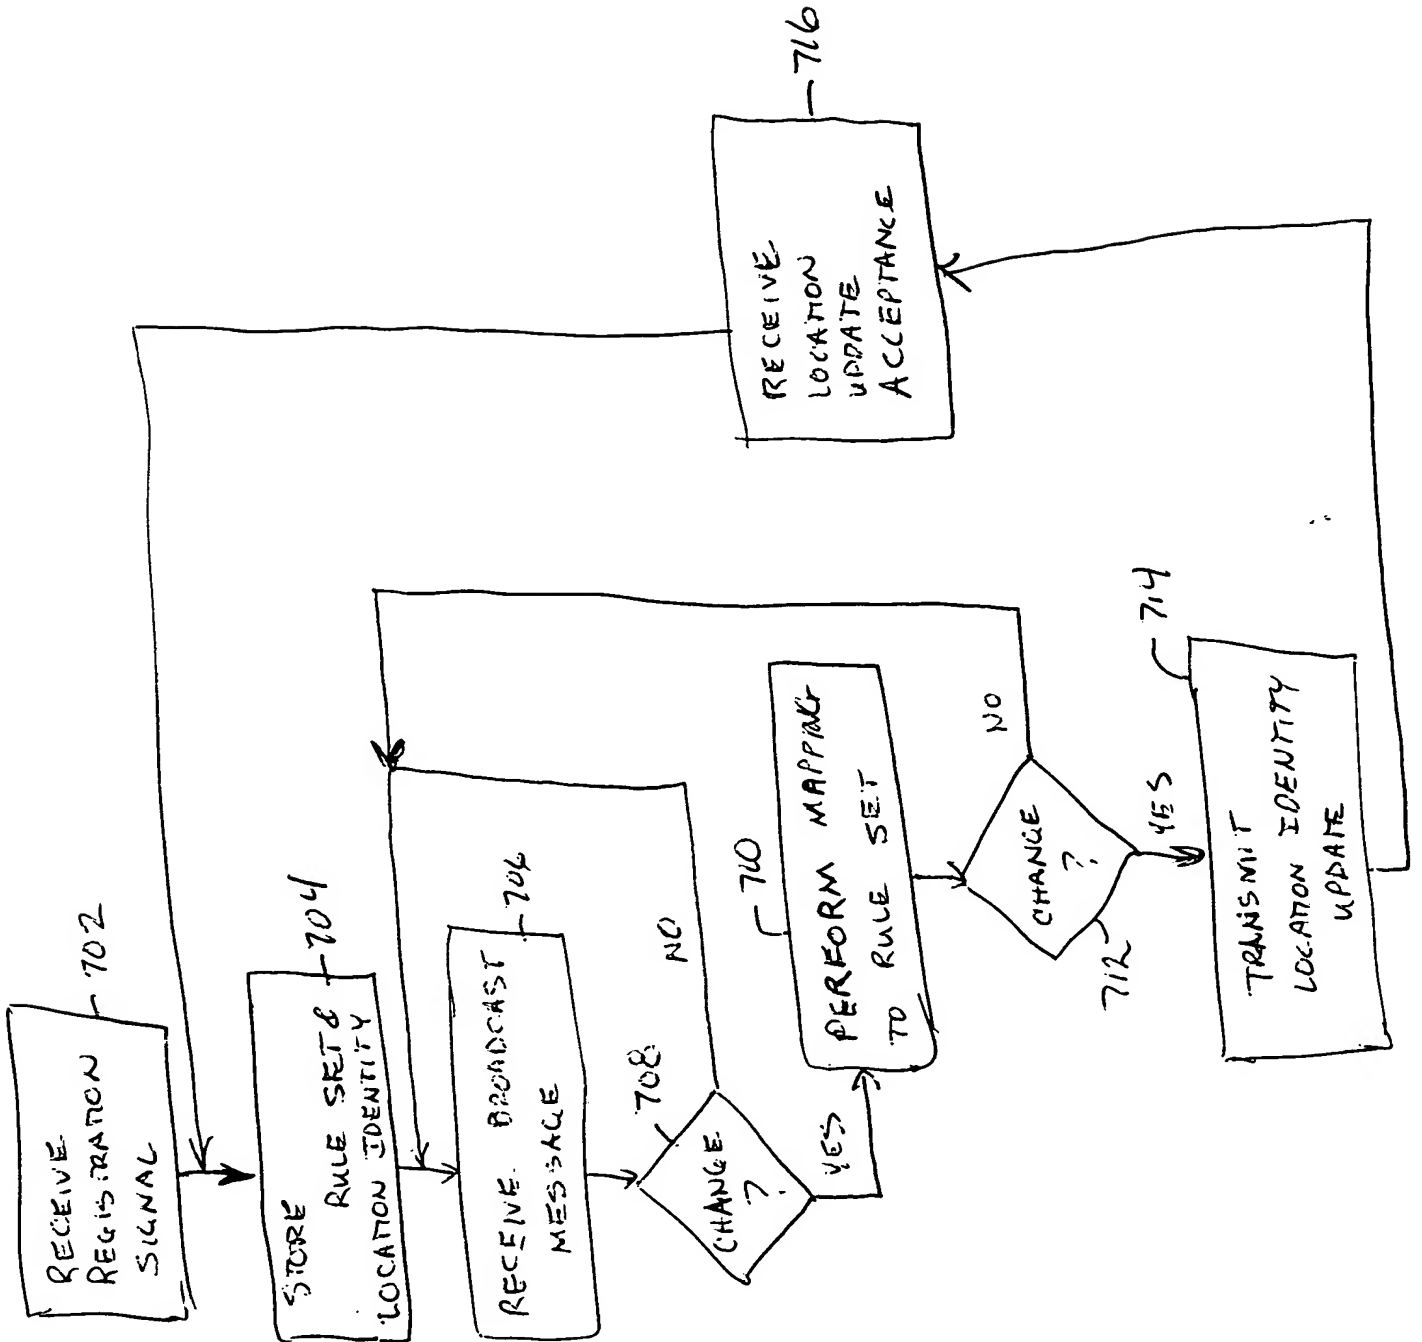 RECEIVE
REGISTRATION
SIGNAL
702
STORE
RULE SET &
LOCATION IDENTITY
704
RECEIVE BROADCAST
MESSAGE
706
CHANGE
?
708
NO
YES
PERFORM MAPPING
TO RULE SET
710
CHANGE
?
712
NO
YES
TRANSMIT
LOCATION IDENTITY
UPDATE
714
RECEIVE
LOCATION
UPDATE
ACCEPTANCE
716